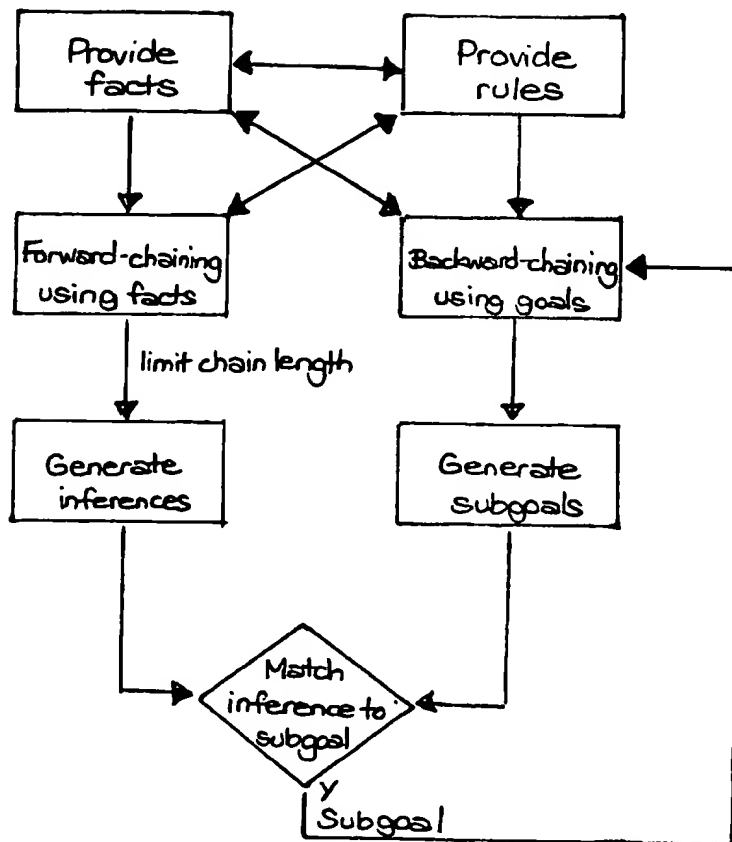 Provide
facts
Provide
rules
Forward-chaining
using facts
Backward-chaining
using goals
limit chain length
Generate
inferences
Generate
subgoals
Match
inference to
subgoal
Y
Subgoal